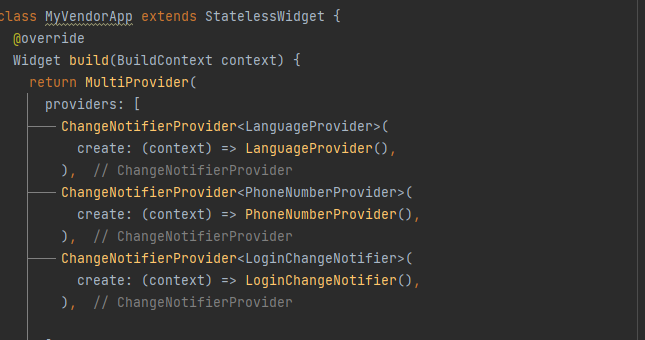 class MyVendorApp extends StatelessWidget {
@override
Widget build(BuildContext context) {
return MultiProvider(
providers: [
ChangeNotifierProvider<LanguageProvider>(
create: (context) => LanguageProvider(),
), // ChangeNotifierProvider
ChangeNotifierProvider<PhoneNumberProvider>(
create: (context) => PhoneNumberProvider(),
), // ChangeNotifierProvider
ChangeNotifierProvider<LoginChangeNotifier>(
create: (context) => LoginChangeNotifier(),
), // ChangeNotifierProvider